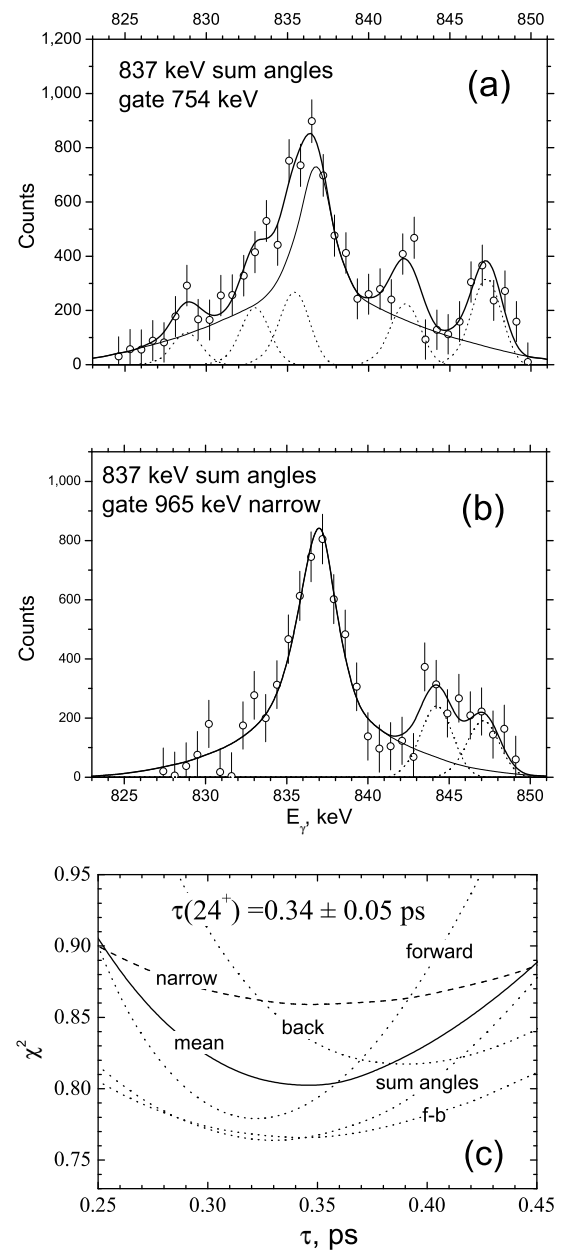 825 830 835 840 845 850
1,200
1,000
800
600
400
200
0
Counts
837 keV sum angles
gate 754 keV
(a)
1,000
800
600
400
200
0
Counts
837 keV sum angles
gate 965 keV narrow
(b)
825 830 835 840 845 850
Eγ, keV
0.95
0.90
0.85
0.80
0.75
χ²
τ(24⁺) =0.34 ± 0.05 ps
forward
narrow
back
mean
sum angles
f-b
(c)
0.25 0.30 0.35 0.40 0.45
τ, ps